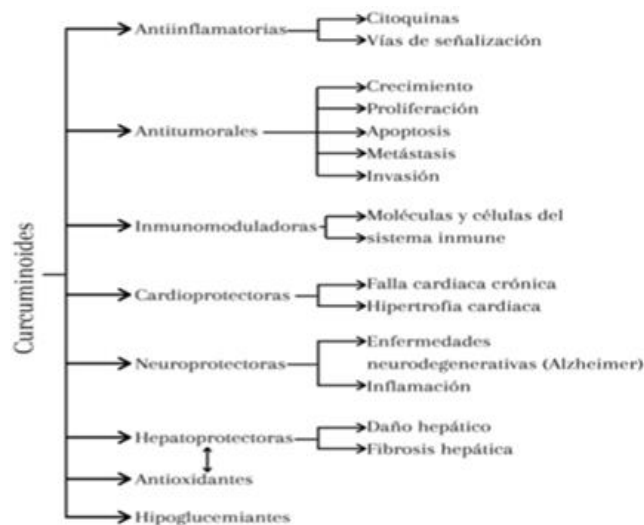 Curcuminoides
Antiinflamatorias
Citoquinas
Vías de señalización
Antitumorales
Crecimiento
Proliferación
Apoptosis
Metástasis
Invasión
Inmunomoduladoras
Moléculas y células del
sistema inmune
Cardioprotectoras
Falla cardiaca crónica
Hipertrofia cardiaca
Neuroprotectoras
Enfermedades
neurodegenerativas (Alzheimer)
Inflamación
Hepatoprotectoras
Daño hepático
Fibrosis hepática
Antioxidantes
Hipoglucemiantes